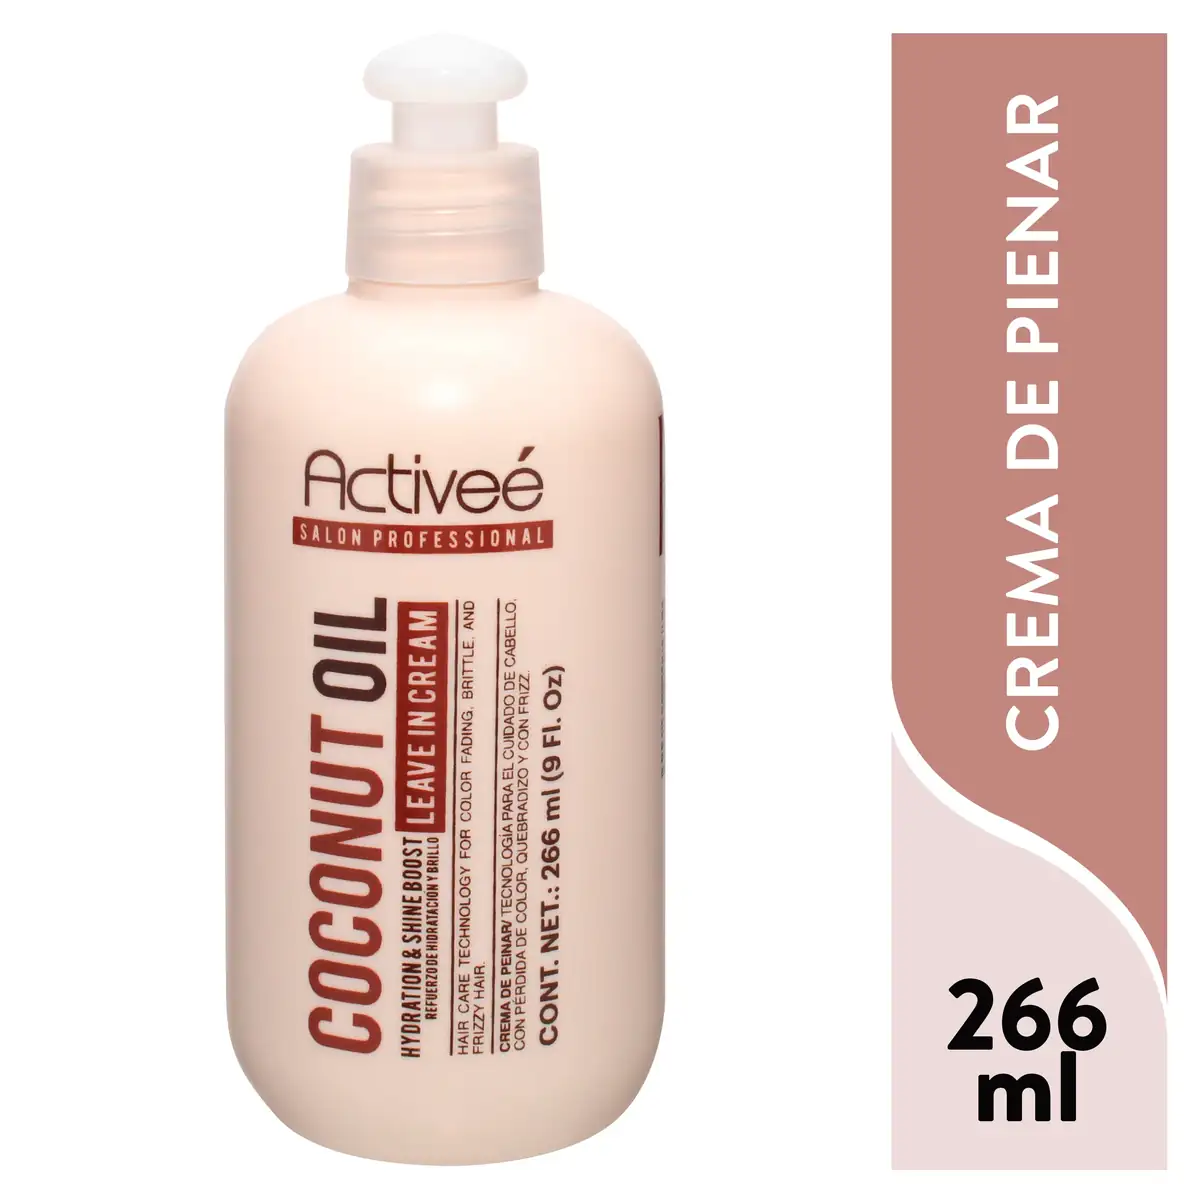 Activeé
SALON PROFESSIONAL
COCONUT OIL
HYDRATION & SHINE BOOST
REFUERZO DE HIDRATACIÓN Y BRILLO
LEAVE IN CREAM
HAIR CARE TECHNOLOGY FOR COLOR FADING, BRITTLE, AND
FRIZZY HAIR.
CREMA DE PEINAR/ TECNOLOGÍA PARA EL CUIDADO DE CABELLO,
CON PÉRDIDA DE COLOR, QUEBRADIZO Y CON FRIZZ.
CONT. NET.: 266 ml (9 Fl. Oz)
CREMA DE PIENAR
266
ml